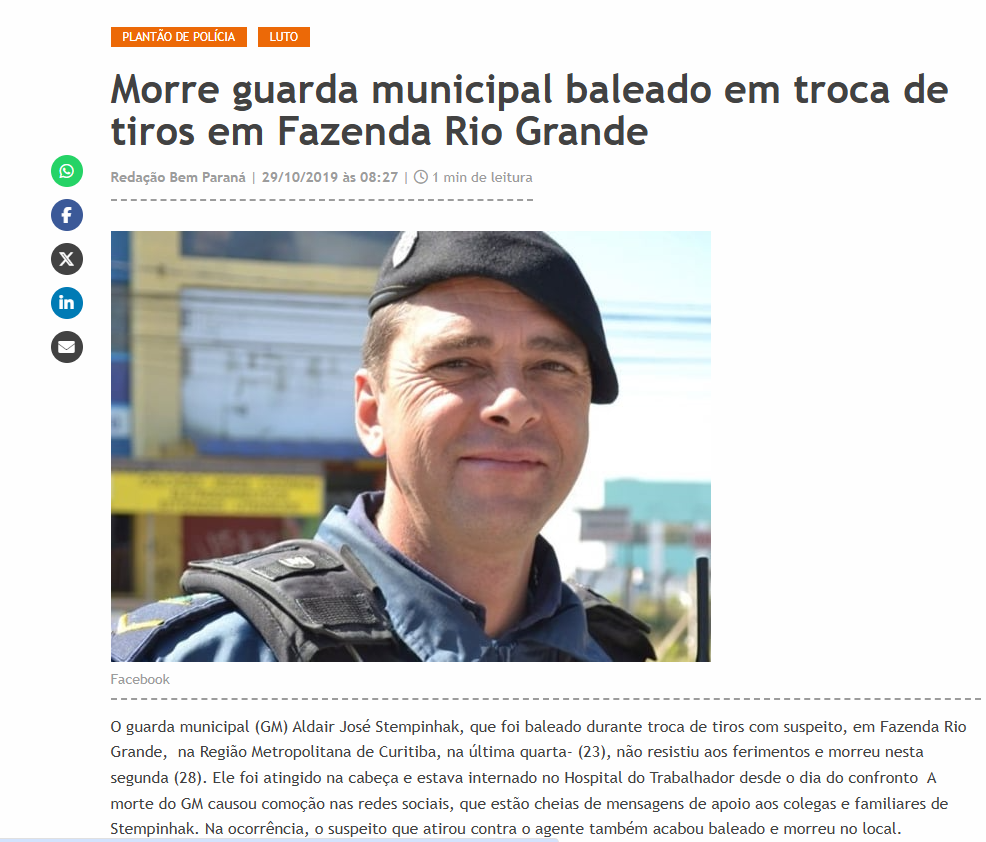 PLANTÃO DE POLÍCIA
LUTO
Morre guarda municipal baleado em troca de
tiros em Fazenda Rio Grande
Redação Bem Paraná | 29/10/2019 às 08:27 | 1 min de leitura
Facebook
O guarda municipal (GM) Aldair José Stempinhak, que foi baleado durante troca de tiros com suspeito, em Fazenda Rio
Grande,  na Região Metropolitana de Curitiba, na última quarta- (23), não resistiu aos ferimentos e morreu nesta
segunda (28). Ele foi atingido na cabeça e estava internado no Hospital do Trabalhador desde o dia do confronto  A
morte do GM causou comoção nas redes sociais, que estão cheias de mensagens de apoio aos colegas e familiares de
Stempinhak. Na ocorrência, o suspeito que atirou contra o agente também acabou baleado e morreu no local.